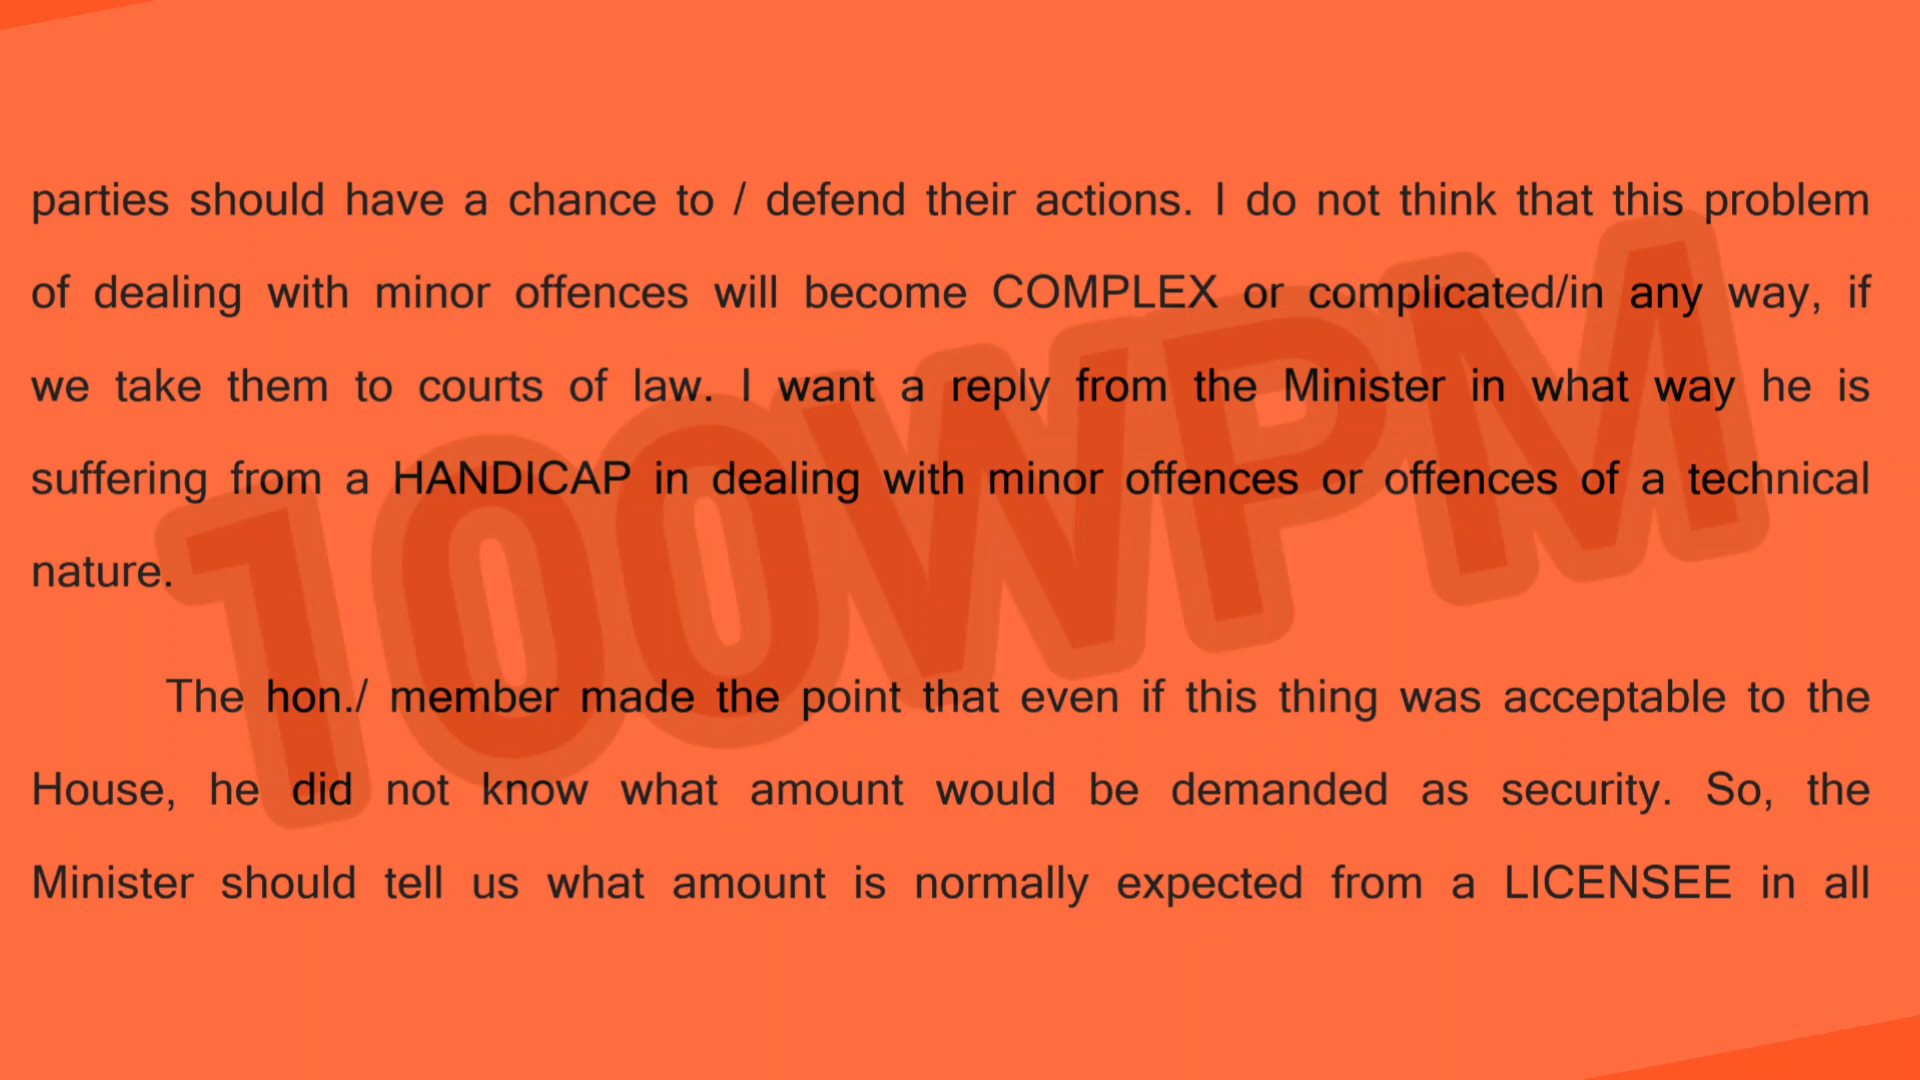 parties should have a chance to / defend their actions. I do not think that this problem
of dealing with minor offences will become COMPLEX or complicated/in any way, if
we take them to courts of law. I want a reply from the Minister in what way he is
suffering from a HANDICAP in dealing with minor offences or offences of a technical
nature.
The hon./ member made the point that even if this thing was acceptable to the
House, he did not know what amount would be demanded as security. So, the
Minister should tell us what amount is normally expected from a LICENSEE in all
100WPM